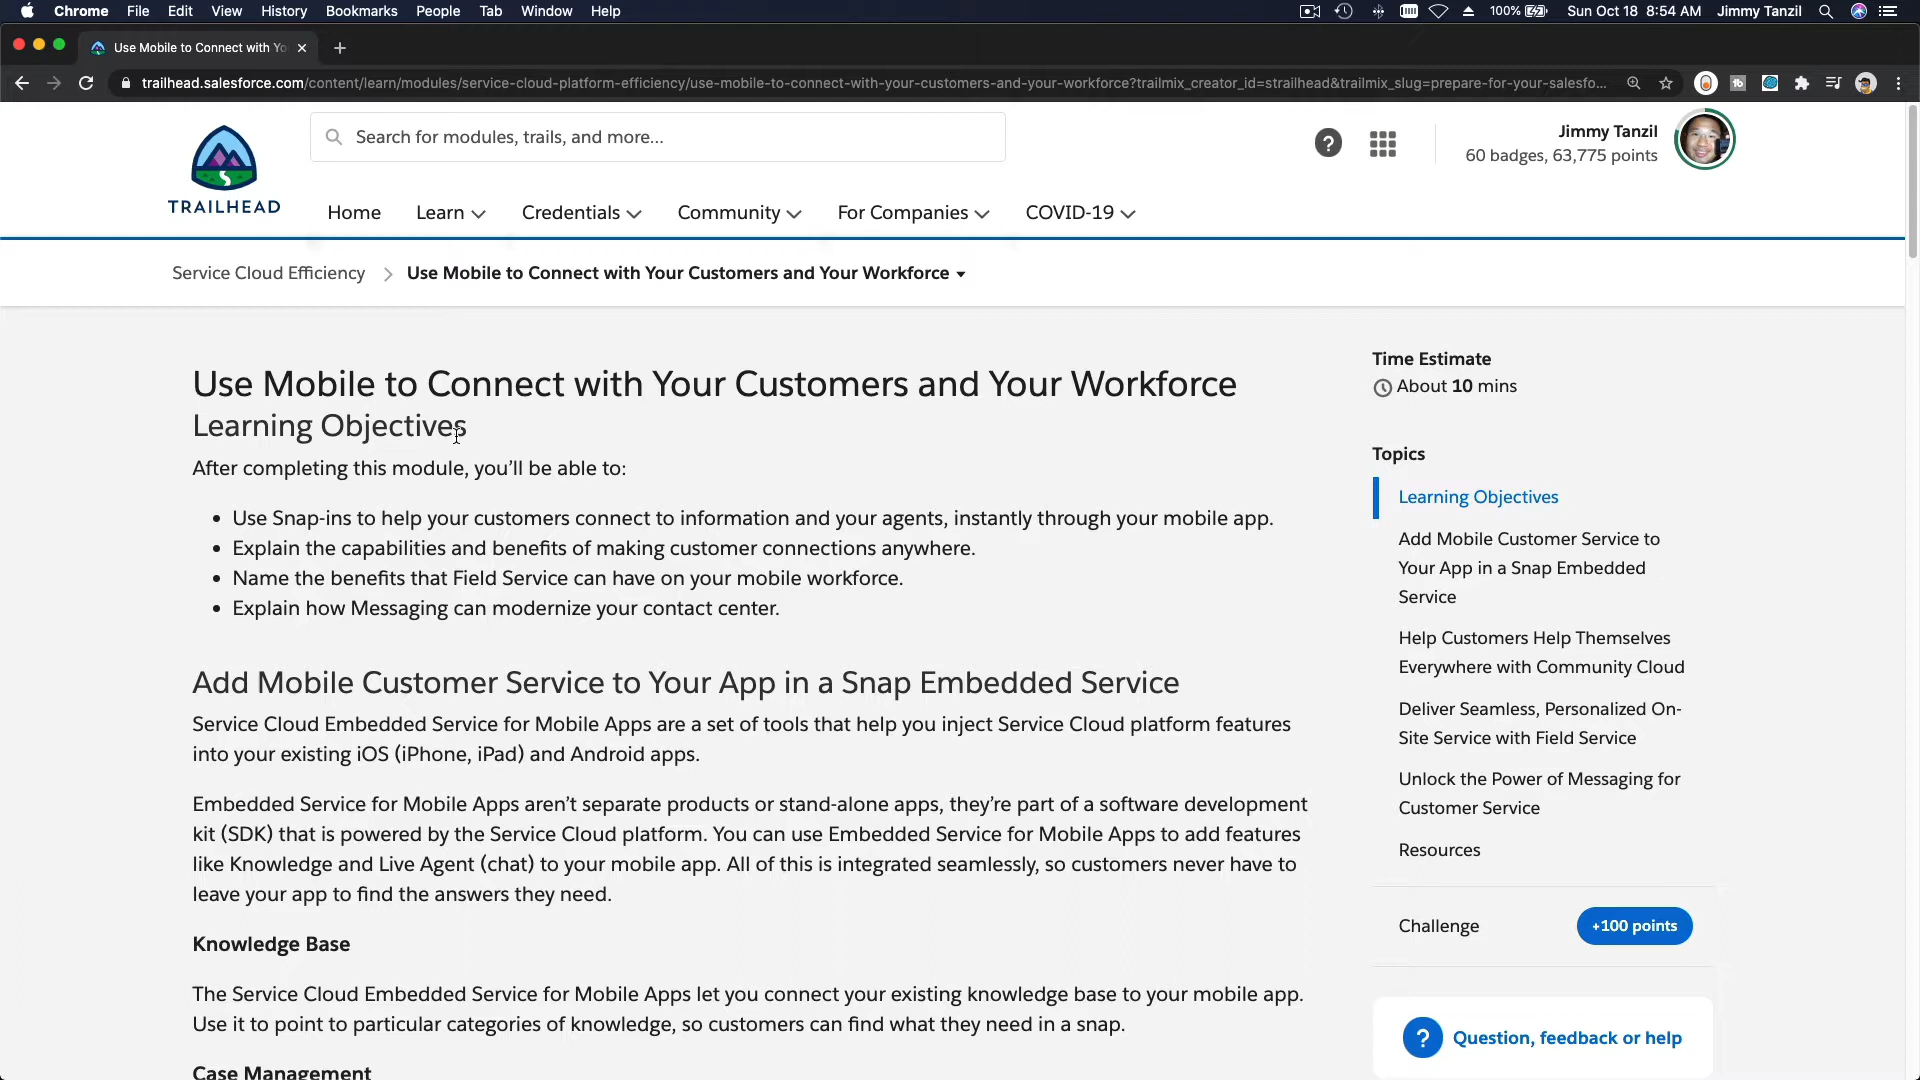 Chrome File Edit View History Bookmarks People Tab Window Help 100% Sun Oct 18 8:54 AM Jimmy Tanzil
Use Mobile to Connect with Yo
trailhead.salesforce.com/content/learn/modules/service-cloud-platform-efficiency/use-mobile-to-connect-with-your-customers-and-your-workforce?trailmix_creator_id=strailhead&trailmix_slug=prepare-for-your-salesfo...
TRAILHEAD
Search for modules, trails, and more...
Jimmy Tanzil
60 badges, 63,775 points
Home Learn Credentials Community For Companies COVID-19
Service Cloud Efficiency Use Mobile to Connect with Your Customers and Your Workforce
Use Mobile to Connect with Your Customers and Your Workforce
Learning Objectives
After completing this module, you’ll be able to:
• Use Snap-ins to help your customers connect to information and your agents, instantly through your mobile app.
• Explain the capabilities and benefits of making customer connections anywhere.
• Name the benefits that Field Service can have on your mobile workforce.
• Explain how Messaging can modernize your contact center.
Add Mobile Customer Service to Your App in a Snap Embedded Service
Service Cloud Embedded Service for Mobile Apps are a set of tools that help you inject Service Cloud platform features
into your existing iOS (iPhone, iPad) and Android apps.
Embedded Service for Mobile Apps aren’t separate products or stand-alone apps, they’re part of a software development
kit (SDK) that is powered by the Service Cloud platform. You can use Embedded Service for Mobile Apps to add features
like Knowledge and Live Agent (chat) to your mobile app. All of this is integrated seamlessly, so customers never have to
leave your app to find the answers they need.
Knowledge Base
The Service Cloud Embedded Service for Mobile Apps let you connect your existing knowledge base to your mobile app.
Use it to point to particular categories of knowledge, so customers can find what they need in a snap.
Case Management
Time Estimate
About 10 mins
Topics
Learning Objectives
Add Mobile Customer Service to
Your App in a Snap Embedded
Service
Help Customers Help Themselves
Everywhere with Community Cloud
Deliver Seamless, Personalized On-
Site Service with Field Service
Unlock the Power of Messaging for
Customer Service
Resources
Challenge +100 points
? Question, feedback or help